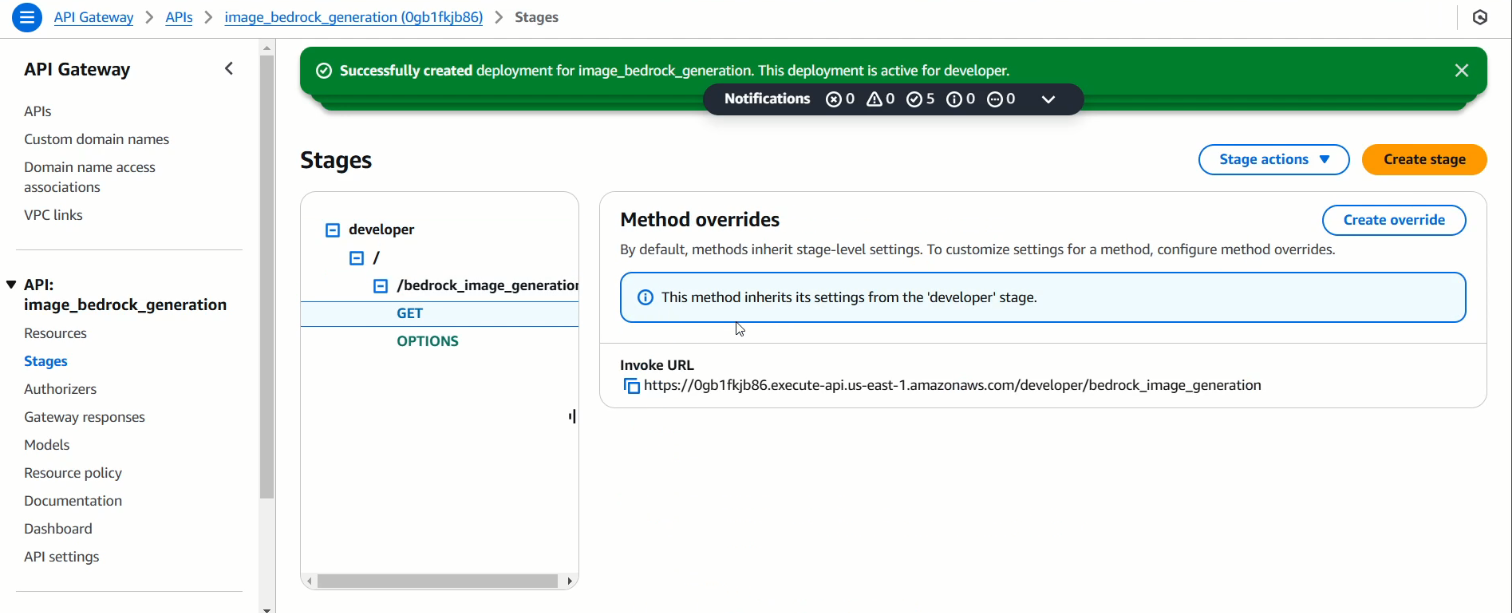 API Gateway > APIs > image_bedrock_generation (0gb1fkjb86) > Stages
API Gateway
APIs
Custom domain names
Domain name access
associations
VPC links
API:
image_bedrock_generation
Resources
Stages
Authorizers
Gateway responses
Models
Resource policy
Documentation
Dashboard
API settings
Successfully created deployment for image_bedrock_generation. This deployment is active for developer.
Notifications 0 0 5 0 0
Stages
Stage actions
Create stage
developer
/
/bedrock_image_generation
GET
OPTIONS
Method overrides
Create override
By default, methods inherit stage-level settings. To customize settings for a method, configure method overrides.
This method inherits its settings from the 'developer' stage.
Invoke URL
https://0gb1fkjb86.execute-api.us-east-1.amazonaws.com/developer/bedrock_image_generation